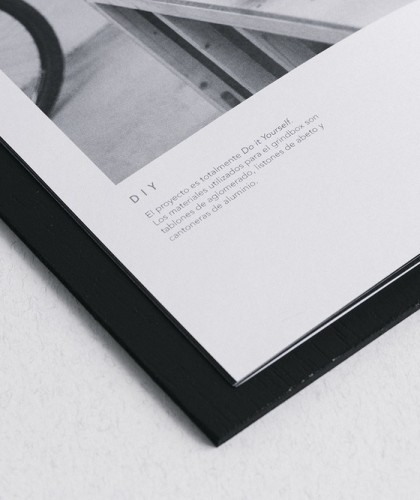 DIY
El proyecto es totalmente Do it Yourself.
Los materiales utilizados para el grindbox son
tablones de aglomerado, listones de abeto y
cantoneras de aluminio.